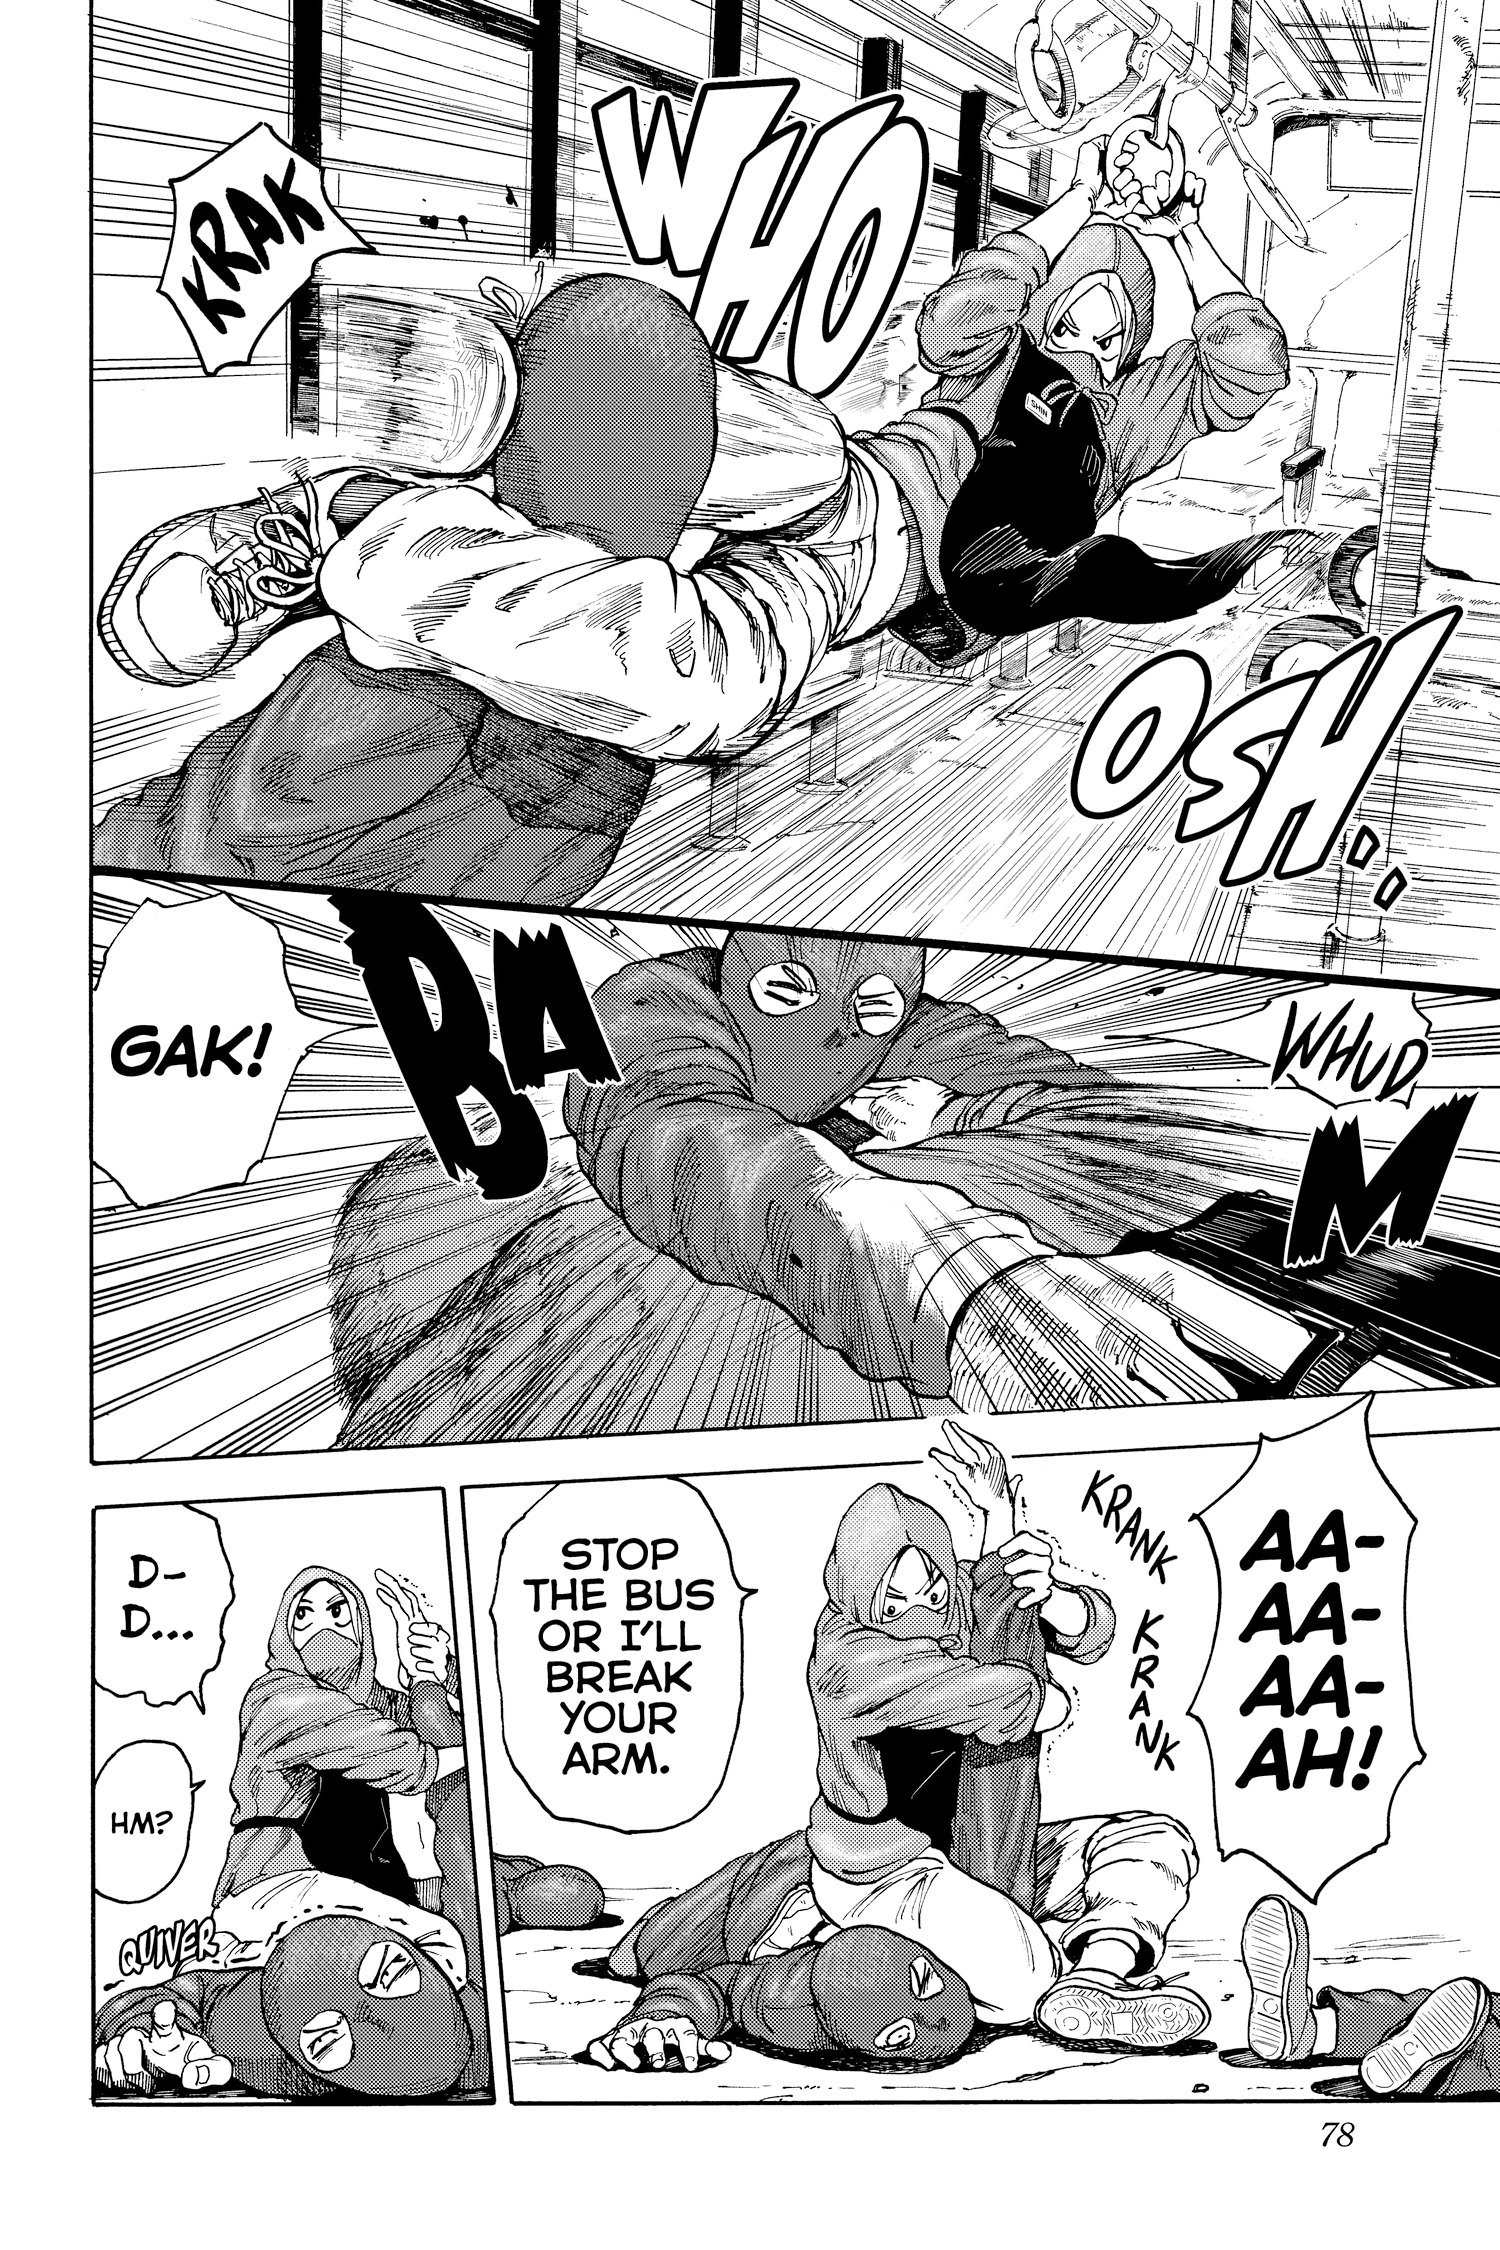 WHO
OSH..
KRAK
SHIN
WHUD
BA
M
GAK!
AA-
AA-
AA-
AH!
KRANK
KRANK
STOP
THE BUS
OR I'LL
BREAK
YOUR
ARM.
D-
D...
HM?
QUIVER
78